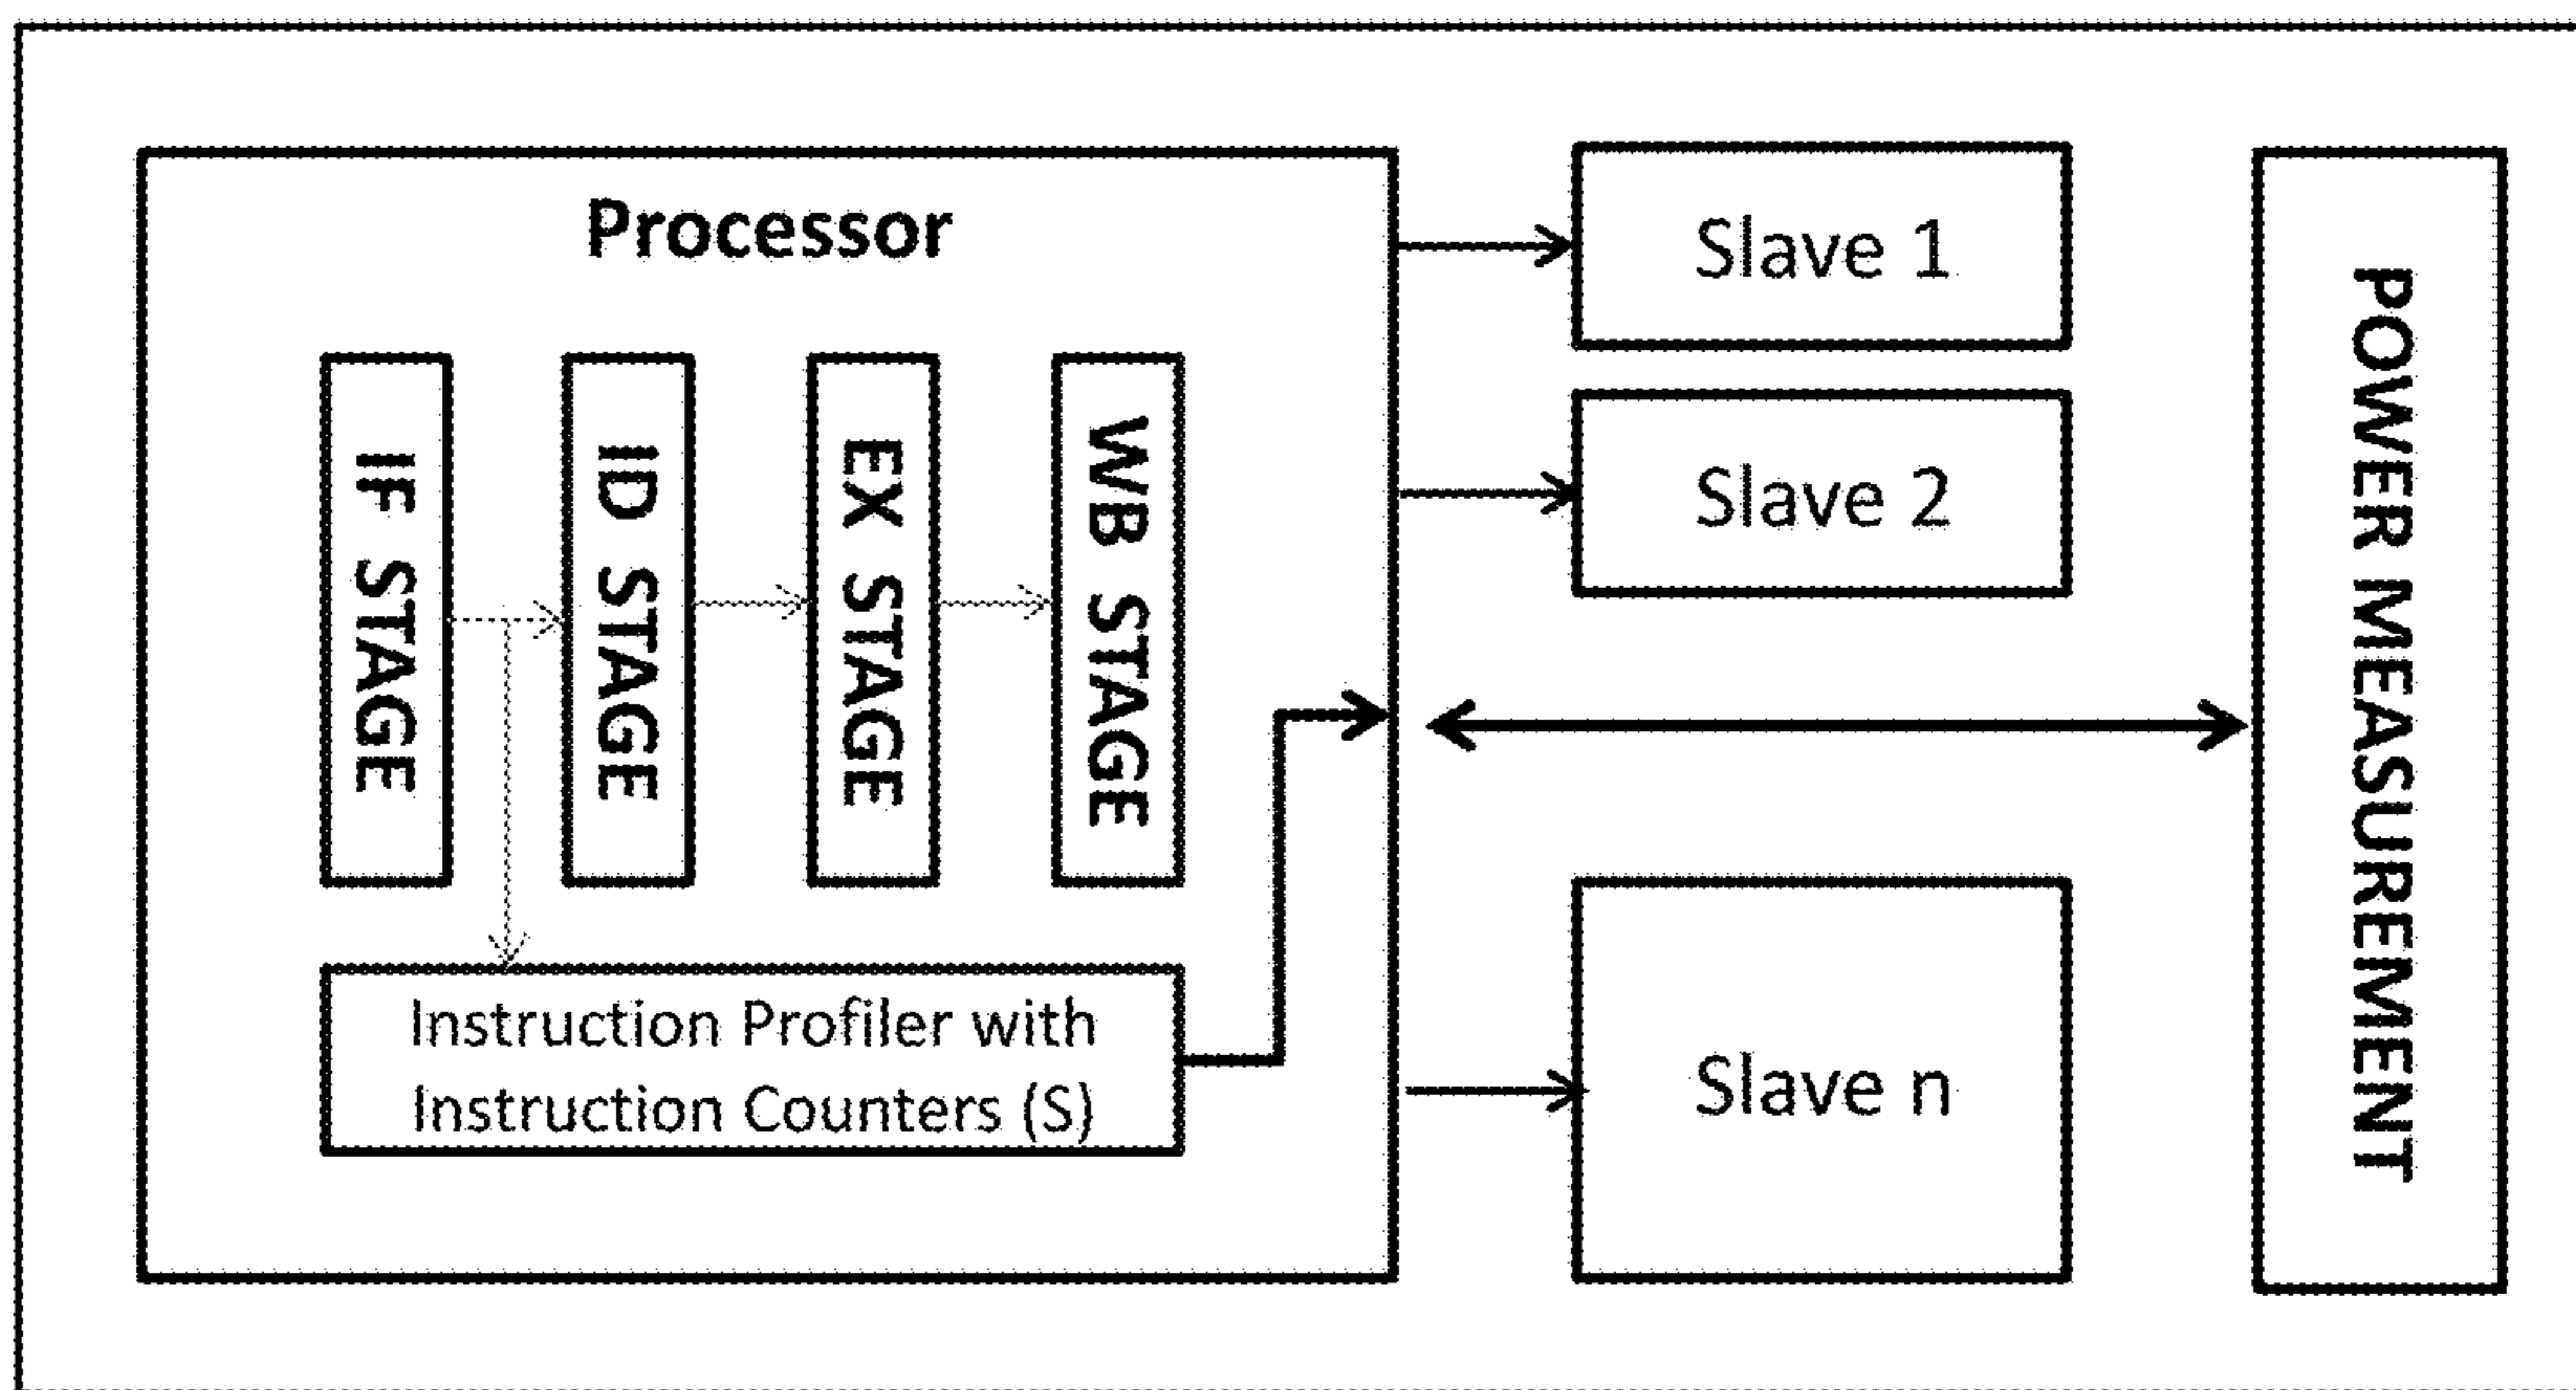 Processor
IF STAGE
ID STAGE
EX STAGE
WB STAGE
Instruction Profiler with
Instruction Counters (S)
Slave 1
Slave 2
Slave n
POWER MEASUREMENT